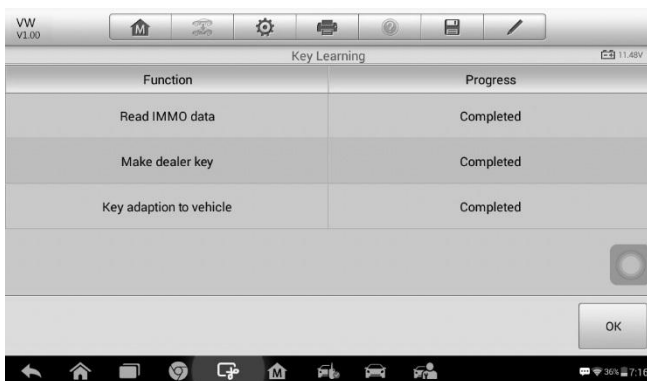 VW
V1.00
M
?
Key Learning
11.48V
Function Progress
Read IMMO data Completed
Make dealer key Completed
Key adaption to vehicle Completed
OK
M
36% 7:16